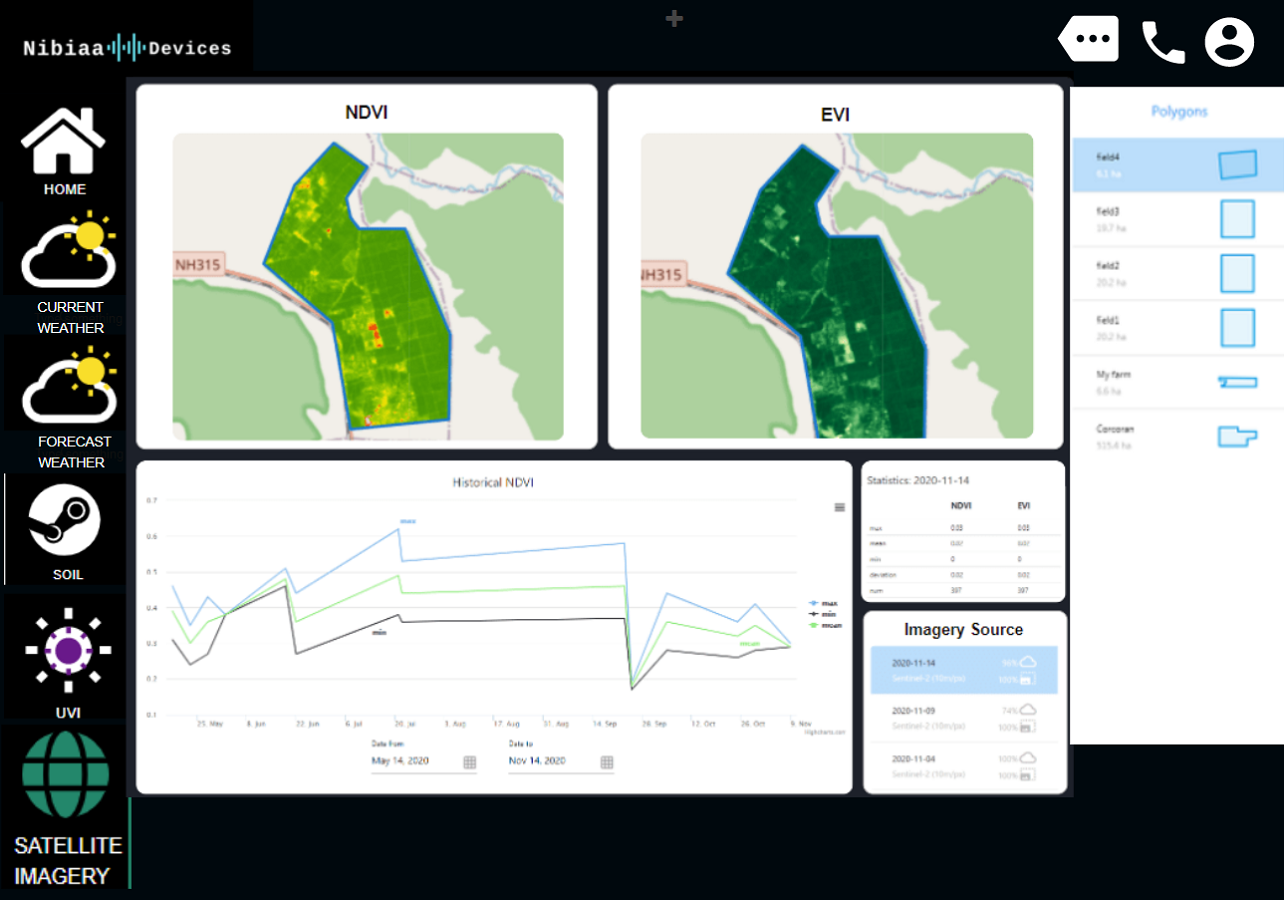 Nibiaa Devices
HOME
CURRENT
WEATHER
FORECAST
WEATHER
SOIL
UVI
SATELLITE
IMAGERY
NDVI
NH315
EVI
NH315
Polygons
field4
6.1 ha
field3
19.7 ha
field2
20.2 ha
field1
20.2 ha
My farm
6.6 ha
Corcoran
515.4 ha
Historical NDVI
0.7
0.6
0.5
0.4
0.3
0.2
0.1
max
min
mean
max
min
mean
25. May
8. Jun
22. Jun
6. Jul
20. Jul
3. Aug
17. Aug
31. Aug
14. Sep
28. Sep
12. Oct
26. Oct
9. Nov
Highcharts.com
Date from
May 14, 2020
Date to
Nov 14, 2020
Statistics: 2020-11-14
NDVI EVI
max 0.03 0.03
mean 0.02 0.02
min 0 0
deviation 0.02 0.02
num 397 397
Imagery Source
2020-11-14 96%
Sentinel-2 (10m/px) 100%
2020-11-09 74%
Sentinel-2 (10m/px) 100%
2020-11-04 100%
Sentinel-2 (10m/px) 100%